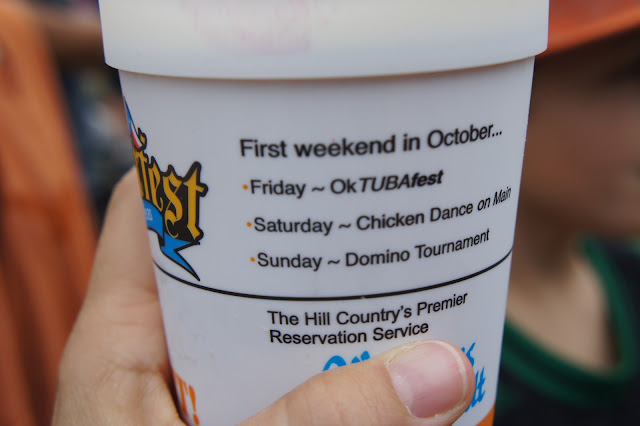 First weekend in October...
•Friday ~ OkTUBAfest
•Saturday ~ Chicken Dance on Main
•Sunday ~ Domino Tournament
The Hill Country's Premier
Reservation Service